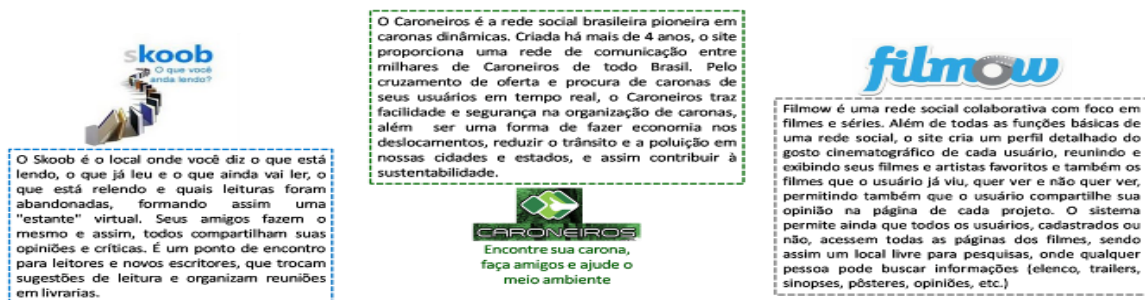 skoob
O que você
anda lendo?
O Skoob é o local onde você diz o que está
lendo, o que já leu e o que ainda vai ler, o
que está relendo e quais leituras foram
abandonadas, formando assim uma
"estante" virtual. Seus amigos fazem o
mesmo e assim, todos compartilham suas
opiniões e críticas. É um ponto de encontro
para leitores e novos escritores, que trocam
sugestões de leitura e organizam reuniões
em livrarias.
O Caroneiros é a rede social brasileira pioneira em
caronas dinâmicas. Criada há mais de 4 anos, o site
proporciona uma rede de comunicação entre
milhares de Caroneiros de todo Brasil. Pelo
cruzamento de oferta e procura de caronas de
seus usuários em tempo real, o Caroneiros traz
facilidade e segurança na organização de caronas,
além ser uma forma de fazer economia nos
deslocamentos, reduzir o trânsito e a poluição em
nossas cidades e estados, e assim contribuir à
sustentabilidade.
CARONEIROS
Encontre sua carona,
faça amigos e ajude o
meio ambiente
filmow
Filmow é uma rede social colaborativa com foco em
filmes e séries. Além de todas as funções básicas de
uma rede social, o site cria um perfil detalhado de
gosto cinematográfico de cada usuário, reunindo e
exibindo seus filmes e artistas favoritos e também os
filmes que o usuário já viu, quer ver e não quer ver,
permitindo também que o usuário compartilhe sua
opinião na página de cada projeto. O sistema
permite ainda que todos os usuários, cadastrados ou
não, acessem todas as páginas dos filmes, sendo
assim um local livre para pesquisas, onde qualquer
pessoa pode buscar informações (elenco, trailers,
sinopses, pôsteres, opiniões, etc.)